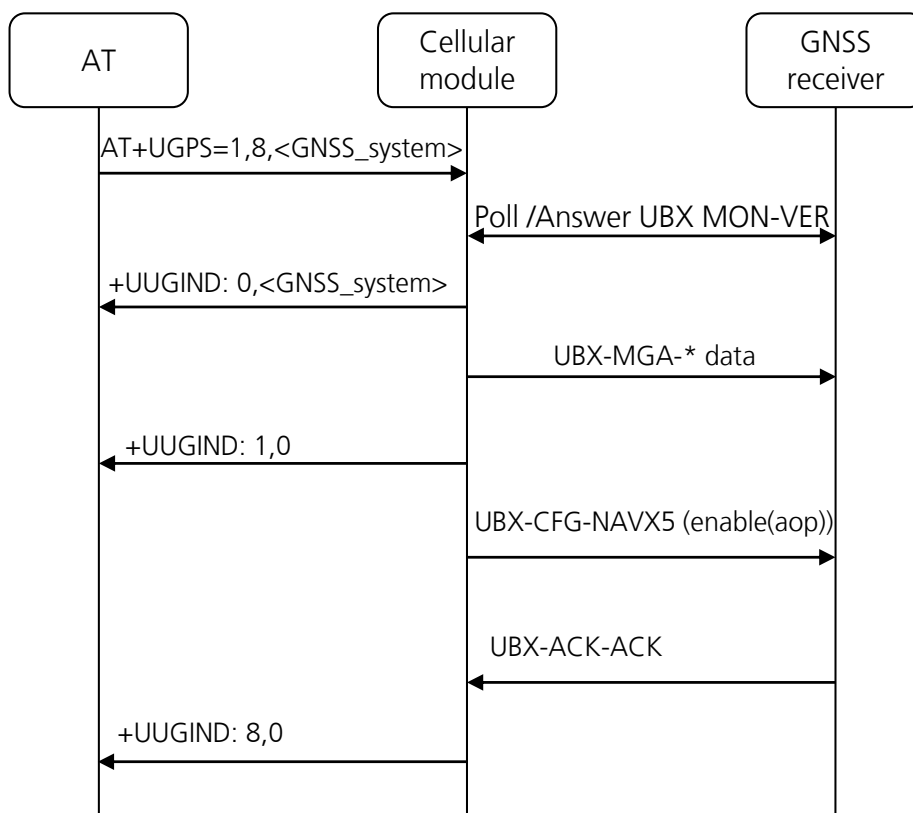 AT
Cellular
module
GNSS
receiver
AT+UGPS=1,8,<GNSS_system>
Poll /Answer UBX MON-VER
+UUGIND: 0,<GNSS_system>
UBX-MGA-* data
+UUGIND: 1,0
UBX-CFG-NAVX5 (enable(aop))
UBX-ACK-ACK
+UUGIND: 8,0